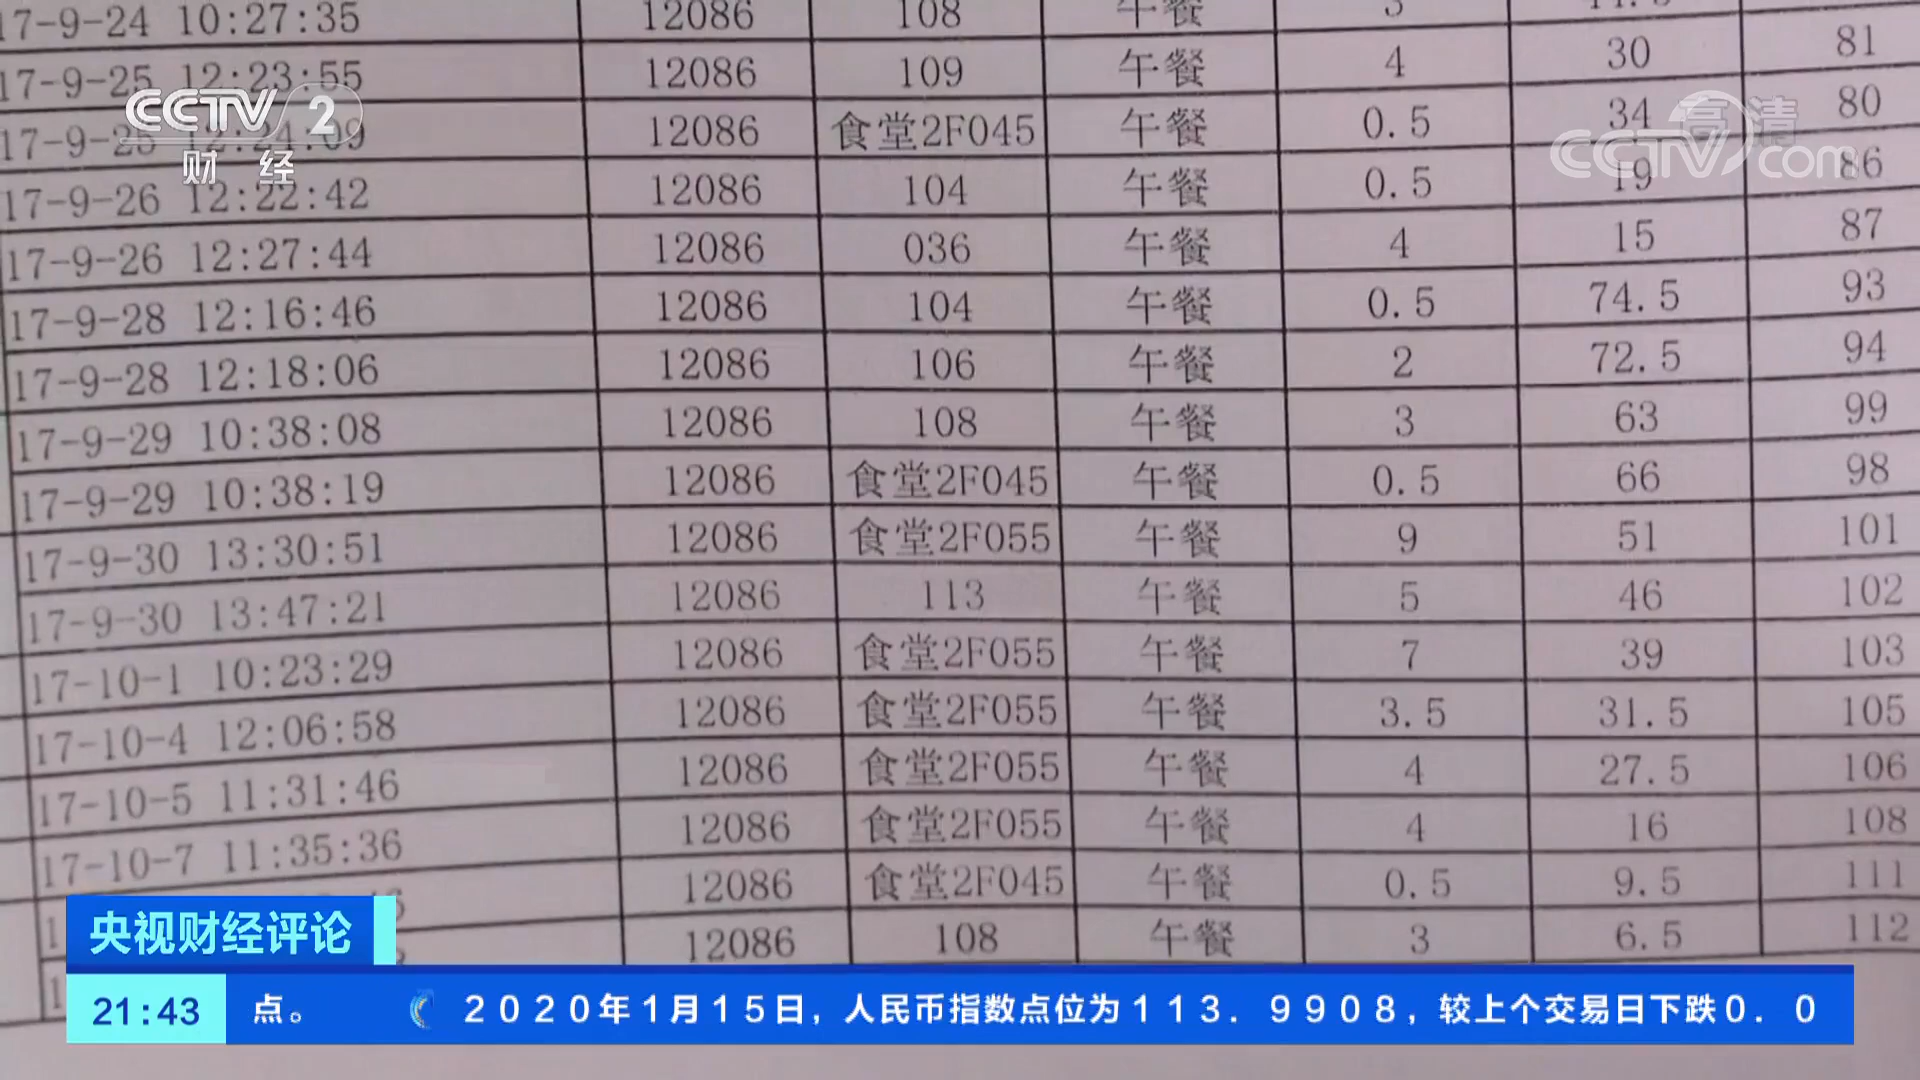 17-9-24 10:27:35 12086 108 午餐 3
17-9-25 12:23:55 12086 109 午餐 4 30 81
17-9-25 12:24:09 12086 食堂2F045 午餐 0.5 34 80
17-9-26 12:22:42 12086 104 午餐 0.5 19 86
17-9-26 12:27:44 12086 036 午餐 4 15 87
17-9-28 12:16:46 12086 104 午餐 0.5 74.5 93
17-9-28 12:18:06 12086 106 午餐 2 72.5 94
17-9-29 10:38:08 12086 108 午餐 3 63 99
17-9-29 10:38:19 12086 食堂2F045 午餐 0.5 66 98
17-9-30 13:30:51 12086 食堂2F055 午餐 9 51 101
17-9-30 13:47:21 12086 113 午餐 5 46 102
17-10-1 10:23:29 12086 食堂2F055 午餐 7 39 103
17-10-4 12:06:58 12086 食堂2F055 午餐 3.5 31.5 105
17-10-5 11:31:46 12086 食堂2F055 午餐 4 27.5 106
17-10-7 11:35:36 12086 食堂2F055 午餐 4 16 108
12086 食堂2F045 午餐 0.5 9.5 111
12086 108 午餐 3 6.5 112
CCTV 2
财经
高清
CCTV.com
央视财经评论
21:43 点。 2020年1月15日,人民币指数点位为113.9908,较上个交易日下跌0.0